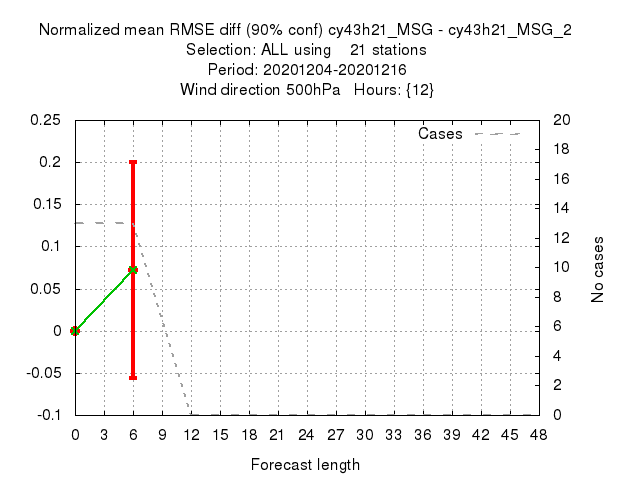 Normalized mean RMSE diff (90% conf) cy43h21_MSG - cy43h21_MSG_2
Selection: ALL using 21 stations
Period: 20201204-20201216
Wind direction 500hPa Hours: {12}
Cases
0.25
0.2
0.15
0.1
0.05
0
-0.05
-0.1
20
18
16
14
12
10
8
6
4
2
0
No cases
0 3 6 9 12 15 18 21 24 27 30 33 36 39 42 45 48
Forecast length